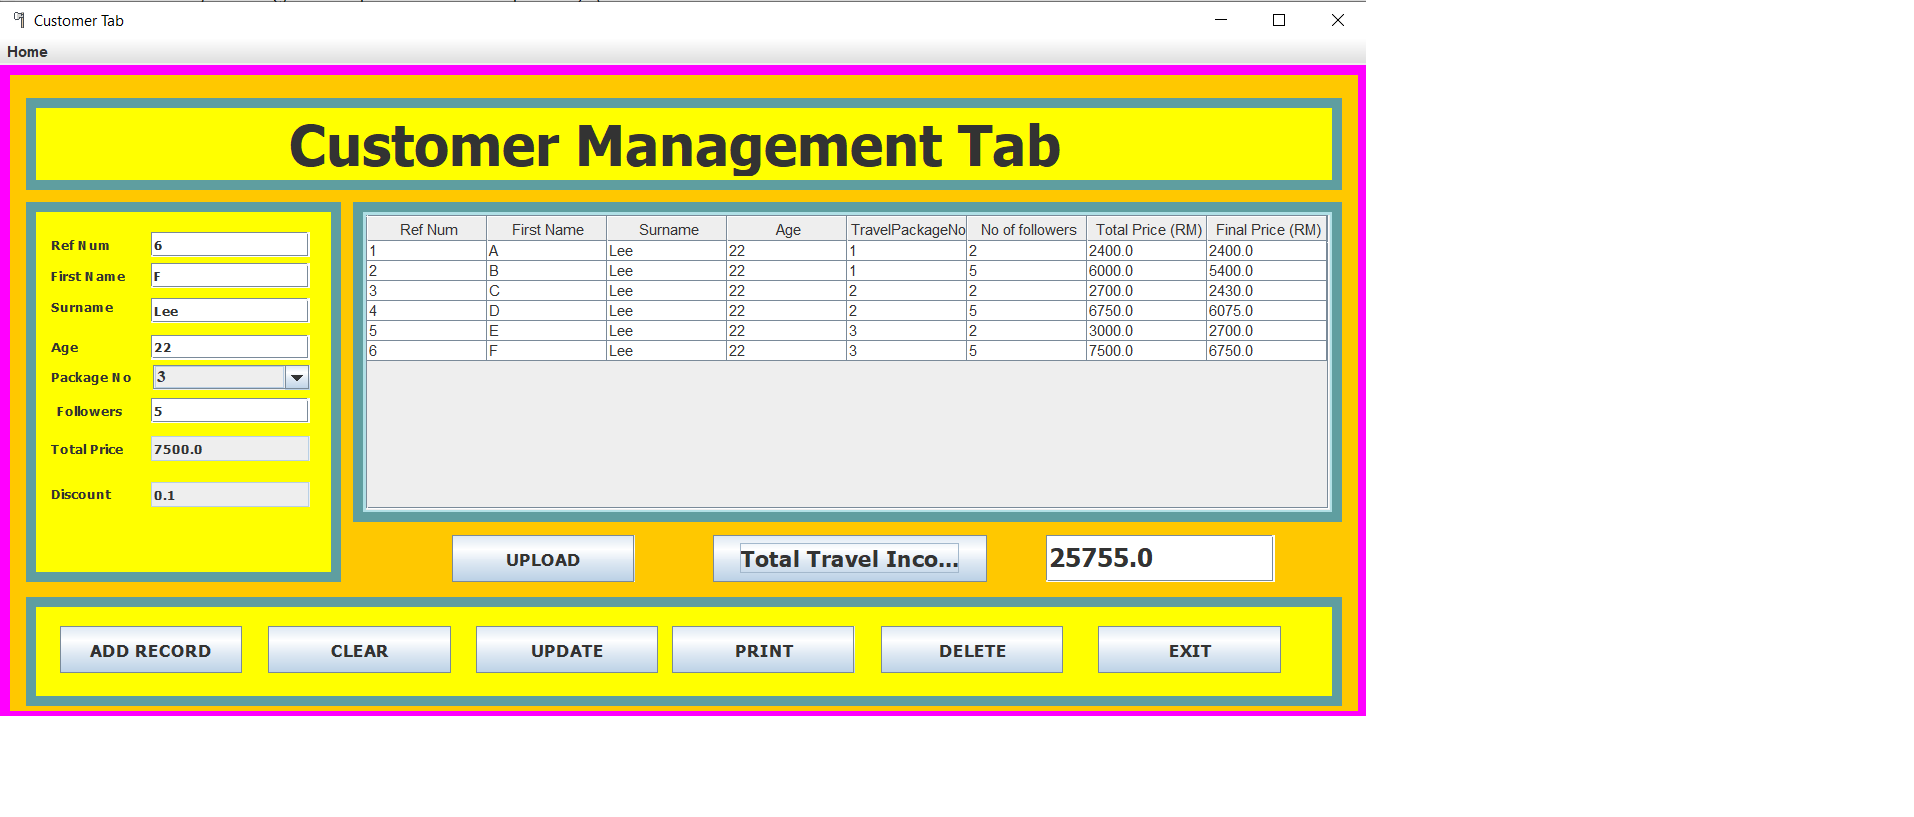 Customer Tab
Home
Customer Management Tab
Ref Num 6
First Name F
Surname Lee
Age 22
Package No 3
Followers 5
Total Price 7500.0
Discount 0.1
Ref Num First Name Surname Age TravelPackageNo No of followers Total Price (RM) Final Price (RM)
1 A Lee 22 1 2 2400.0 2400.0
2 B Lee 22 1 5 6000.0 5400.0
3 C Lee 22 2 2 2700.0 2430.0
4 D Lee 22 2 5 6750.0 6075.0
5 E Lee 22 3 2 3000.0 2700.0
6 F Lee 22 3 5 7500.0 6750.0
UPLOAD Total Travel Inco... 25755.0
ADD RECORD CLEAR UPDATE PRINT DELETE EXIT